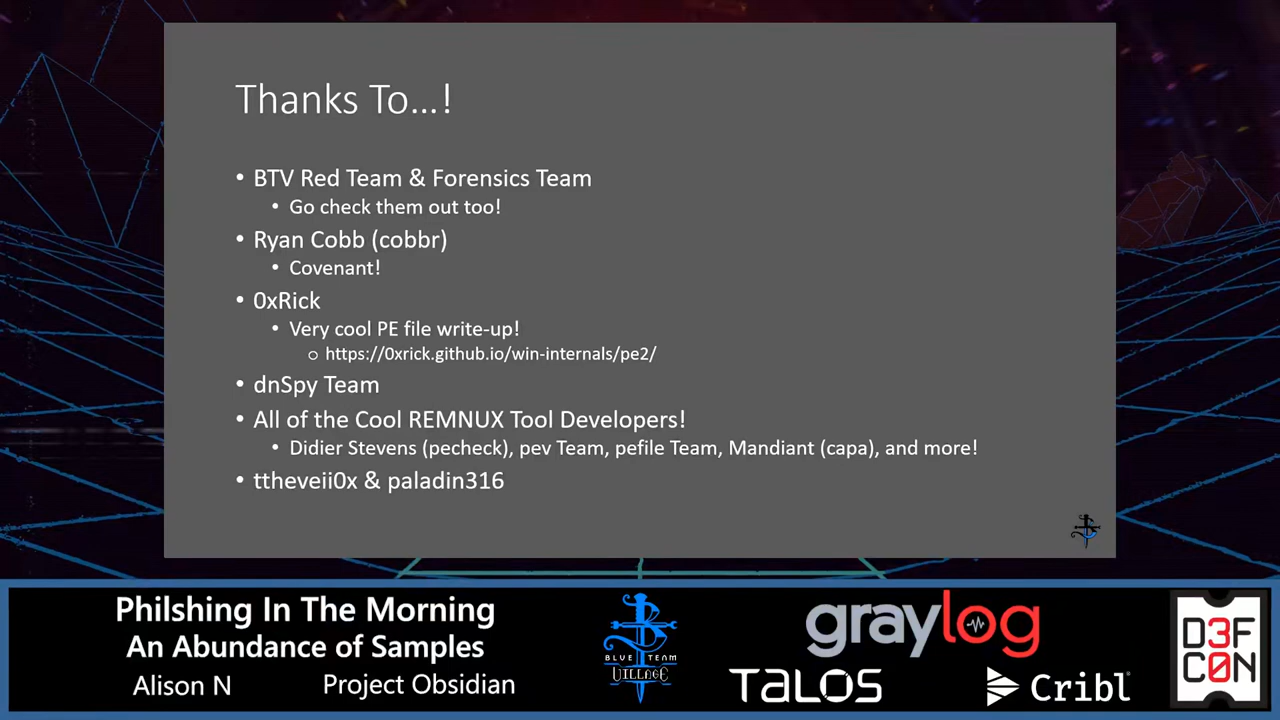 Thanks To...!
• BTV Red Team & Forensics Team
• Go check them out too!
• Ryan Cobb (cobbr)
• Covenant!
• 0xRick
• Very cool PE file write-up!
o https://0xrick.github.io/win-internals/pe2/
• dnSpy Team
• All of the Cool REMNUX Tool Developers!
• Didier Stevens (pecheck), pev Team, pefile Team, Mandiant (capa), and more!
• ttheveii0x & paladin316
Philshing In The Morning
An Abundance of Samples
Alison N
Project Obsidian
BLUE TEAM
VILLAGE
graylog
TALOS
Cribl
D3F
C0N